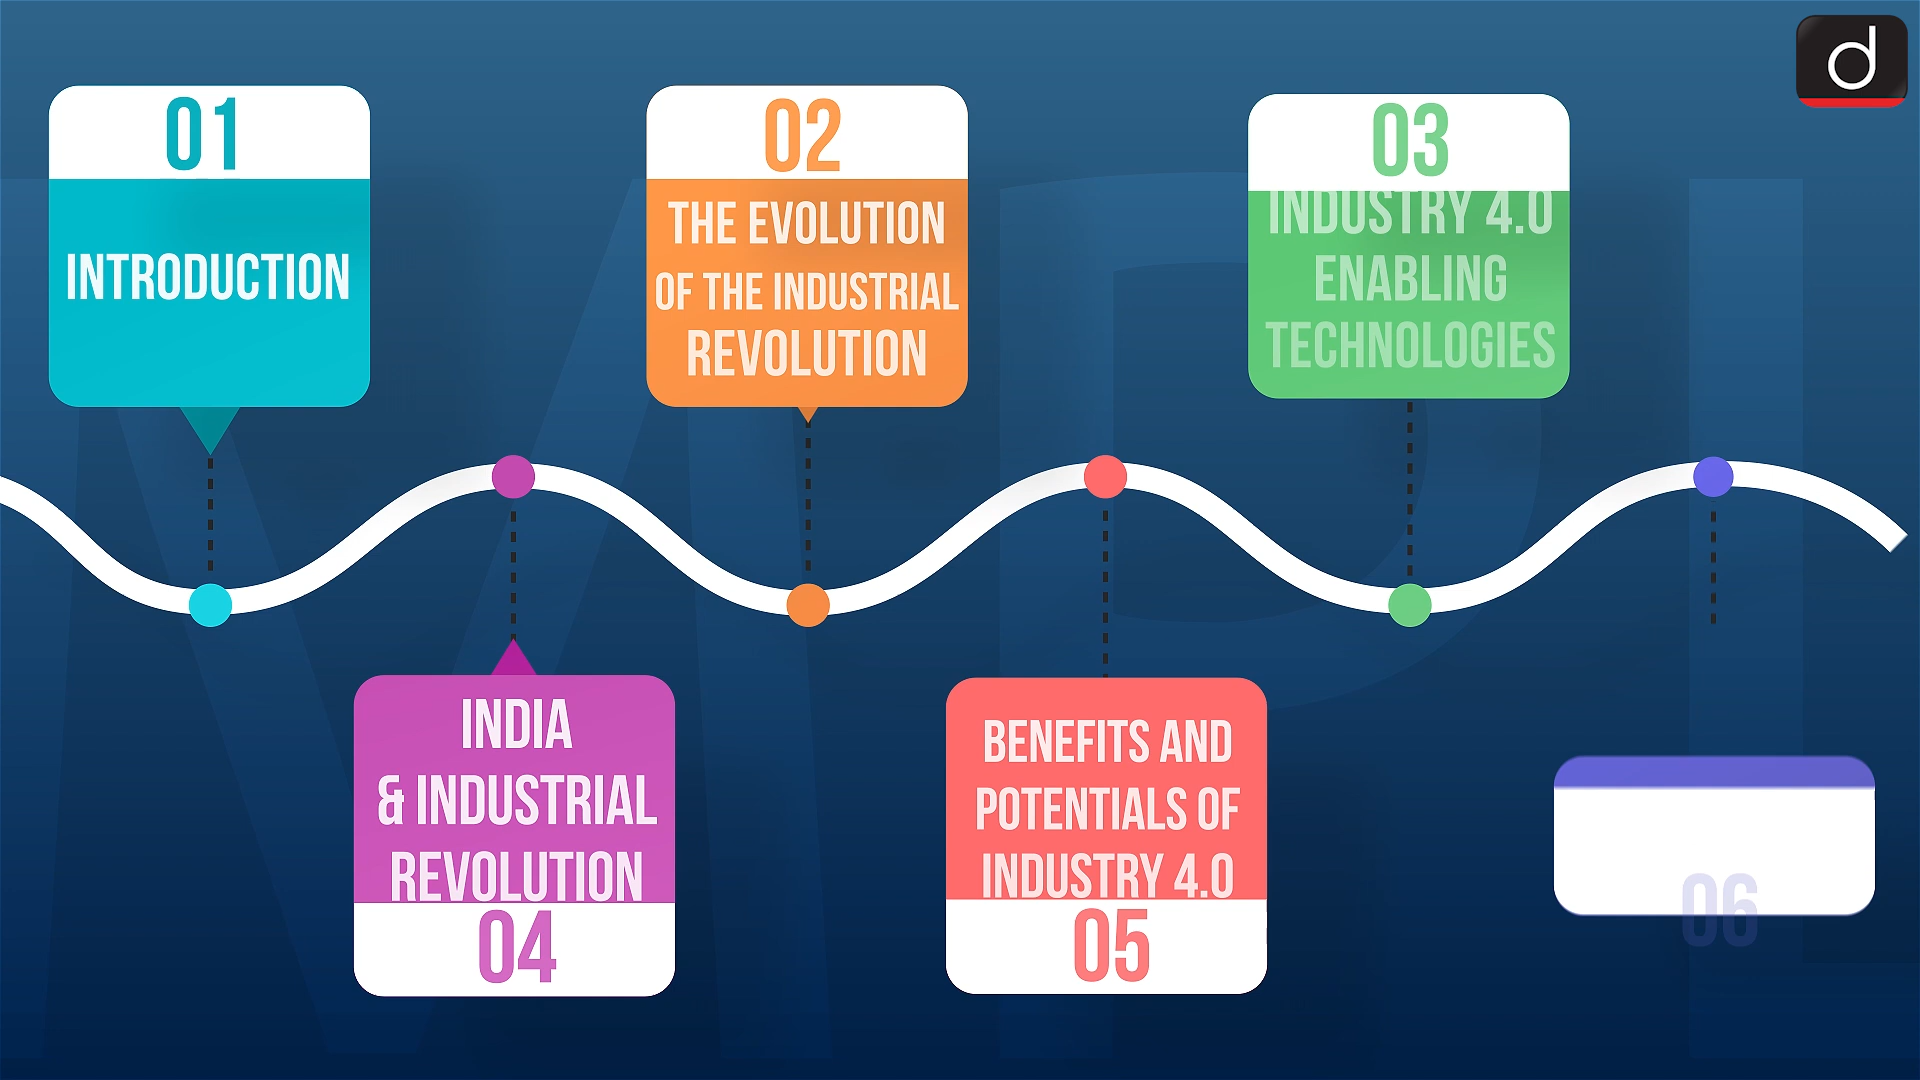 01
INTRODUCTION
02
THE EVOLUTION
OF THE INDUSTRIAL
REVOLUTION
03
INDUSTRY 4.0
ENABLING
TECHNOLOGIES
INDIA
& INDUSTRIAL
REVOLUTION
04
BENEFITS AND
POTENTIALS OF
INDUSTRY 4.0
05
06
d